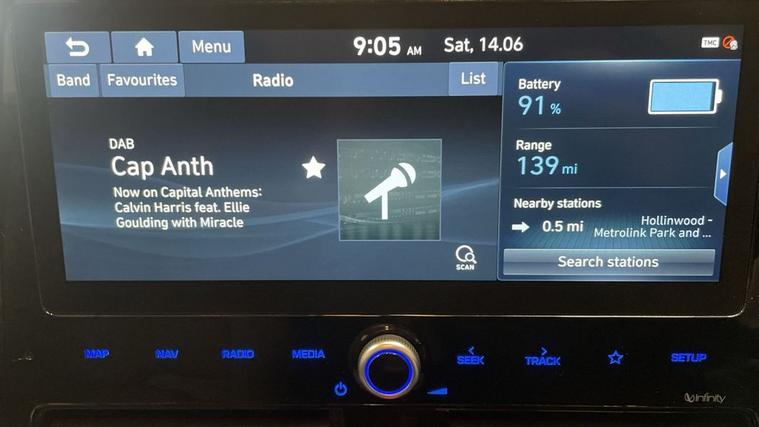 Menu
9:05 AM
Sat, 14.06
TMC
Band
Favourites
Radio
List
DAB
Cap Anth
Now on Capital Anthems:
Calvin Harris feat. Ellie
Goulding with Miracle
SCAN
Battery
91 %
Range
139 mi
Nearby stations
0.5 mi
Hollinwood -
Metrolink Park and ...
Search stations
MAP
NAV
RADIO
MEDIA
SEEK
TRACK
SETUP
Infinity